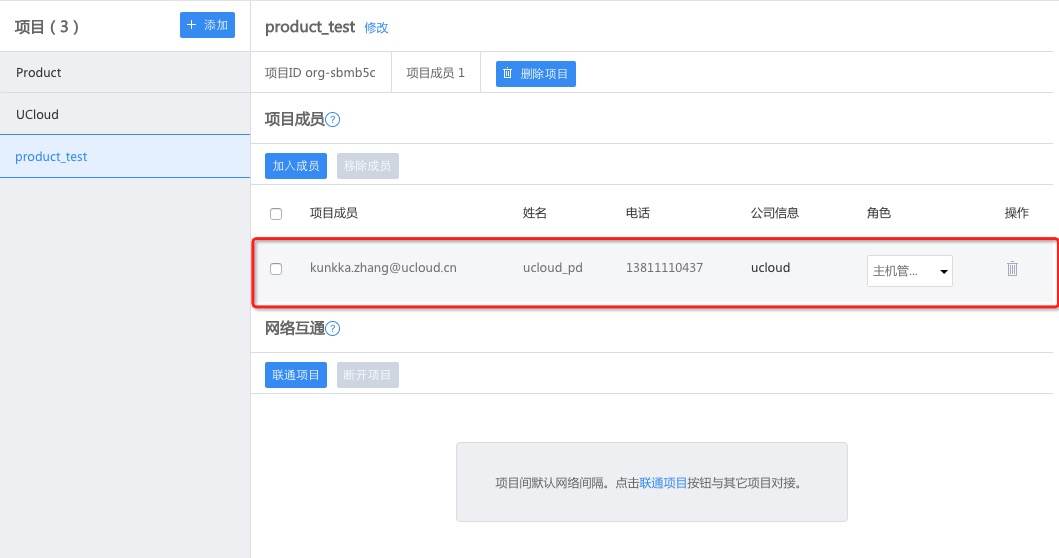 项目（3）
+ 添加
Product
UCloud
product_test
product_test 修改
项目ID org-sbmb5c 项目成员 1 删除项目
项目成员?
加入成员 移除成员
项目成员 姓名 电话 公司信息 角色 操作
kunkka.zhang@ucloud.cn ucloud_pd 13811110437 ucloud 主机管...
网络互通?
联通项目 断开项目
项目间默认网络间隔。点击联通项目按钮与其它项目对接。